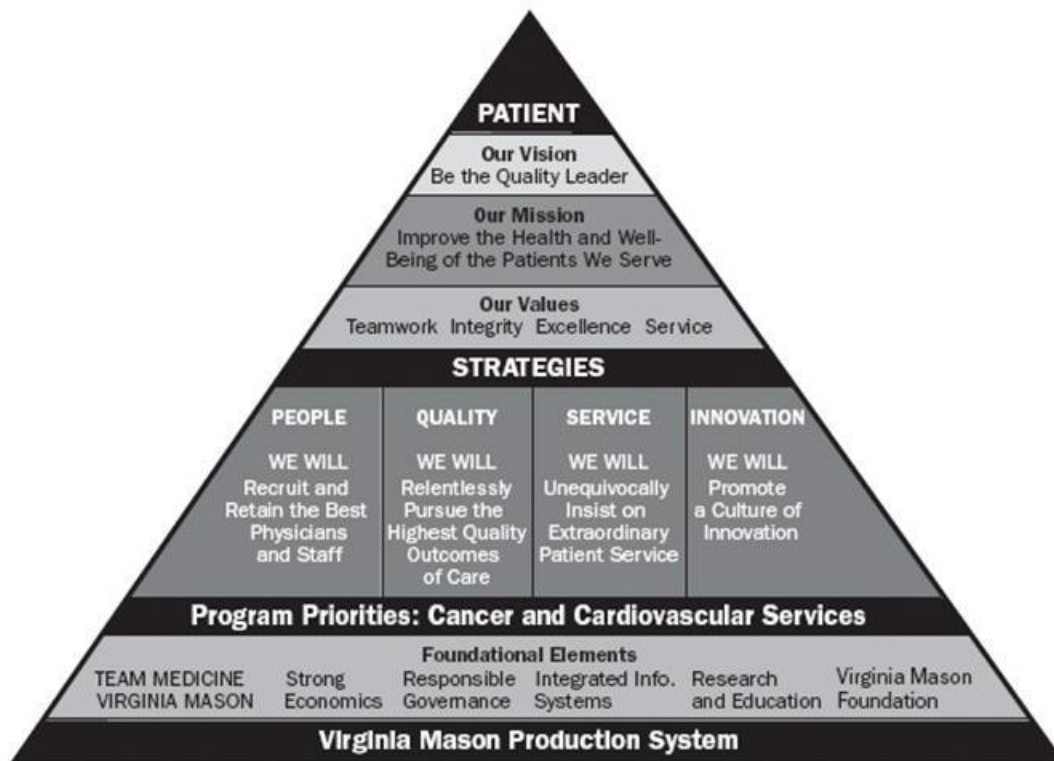 PATIENT
Our Vision
Be the Quality Leader
Our Mission
Improve the Health and Well-
Being of the Patients We Serve
Our Values
Teamwork Integrity Excellence Service
STRATEGIES
PEOPLE
WE WILL
Recruit and
Retain the Best
Physicians
and Staff
QUALITY
WE WILL
Relentlessly
Pursue the
Highest Quality
Outcomes
of Care
SERVICE
WE WILL
Unequivocally
Insist on
Extraordinary
Patient Service
INNOVATION
WE WILL
Promote
a Culture of
Innovation
Program Priorities: Cancer and Cardiovascular Services
Foundational Elements
TEAM MEDICINE
VIRGINIA MASON
Strong
Economics
Responsible
Governance
Integrated Info.
Systems
Research
and Education
Virginia Mason
Foundation
Virginia Mason Production System